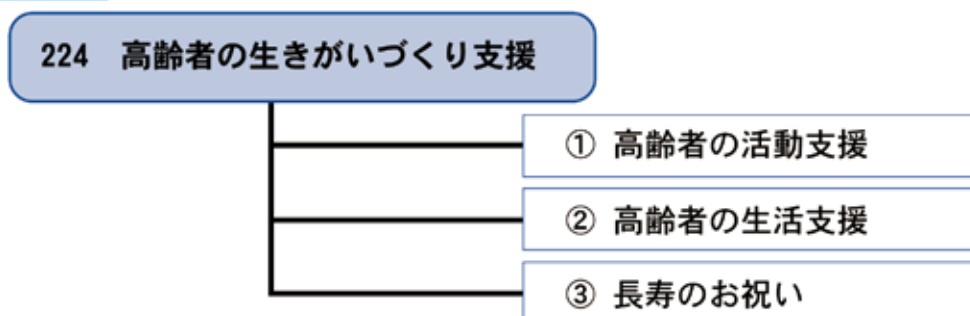 224 高齢者の生きがいづくり支援
① 高齢者の活動支援
② 高齢者の生活支援
③ 長寿のお祝い